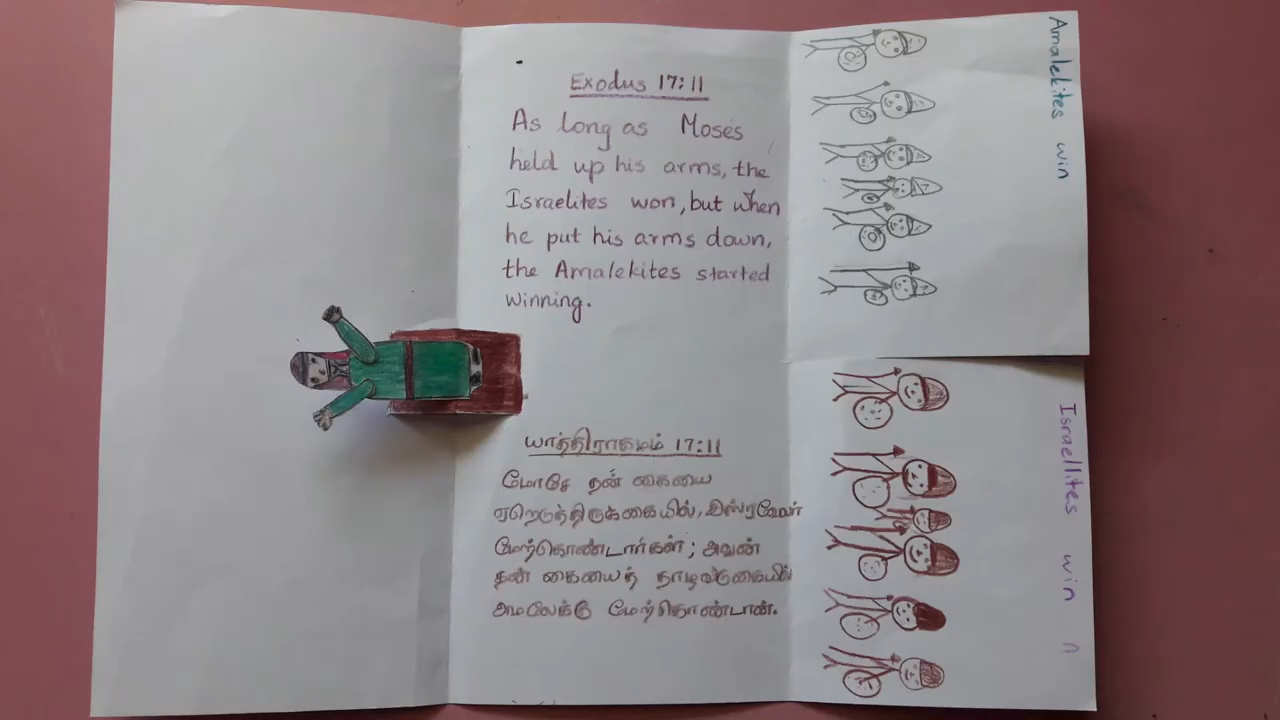 Exodus 17:11
As long as Moses
held up his arms, the
Israelites won, but when
he put his arms down,
the Amalekites started
winning.
யாத்திராகமம் 17:11
மோசே தன் கையை
ஏறெடுத்திருக்கையில், இஸ்ரவேலர்
மேற்கொண்டார்கள்; அவன்
தன் கையைத் தாழவிடுகையில்
அமலேக்கு மேற்கொண்டான்.
Amalekites win
Israellites win n